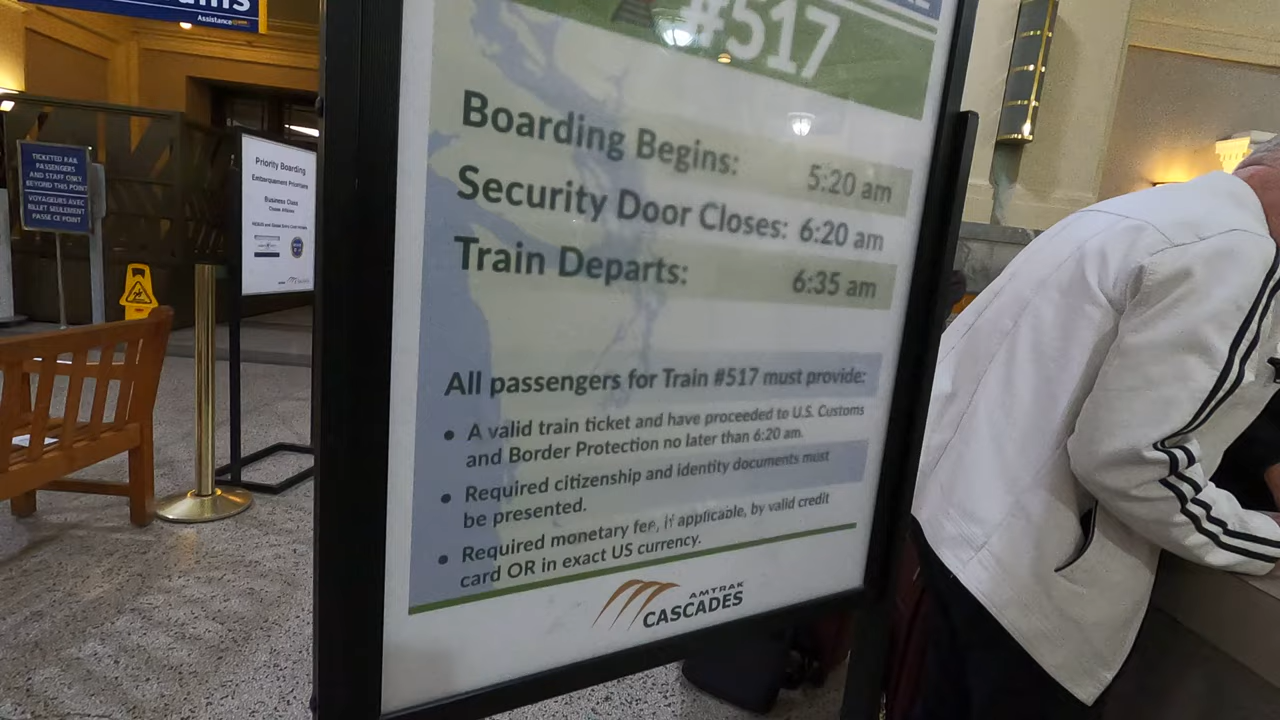 Assistance
TICKETED RAIL
PASSENGERS
AND STAFF ONLY
BEYOND THIS POINT
VOYAGEURS AVEC
BILLET SEULEMENT
PASSE CE POINT
Priority Boarding
Embarquement Prioritaire
Business Class
Classe Affaires
#517
Boarding Begins: 5:20 am
Security Door Closes: 6:20 am
Train Departs: 6:35 am
All passengers for Train #517 must provide:
• A valid train ticket and have proceeded to U.S. Customs
and Border Protection no later than 6:20 am.
• Required citizenship and identity documents must
be presented.
• Required monetary fee, if applicable, by valid credit
card OR in exact US currency.
AMTRAK
CASCADES